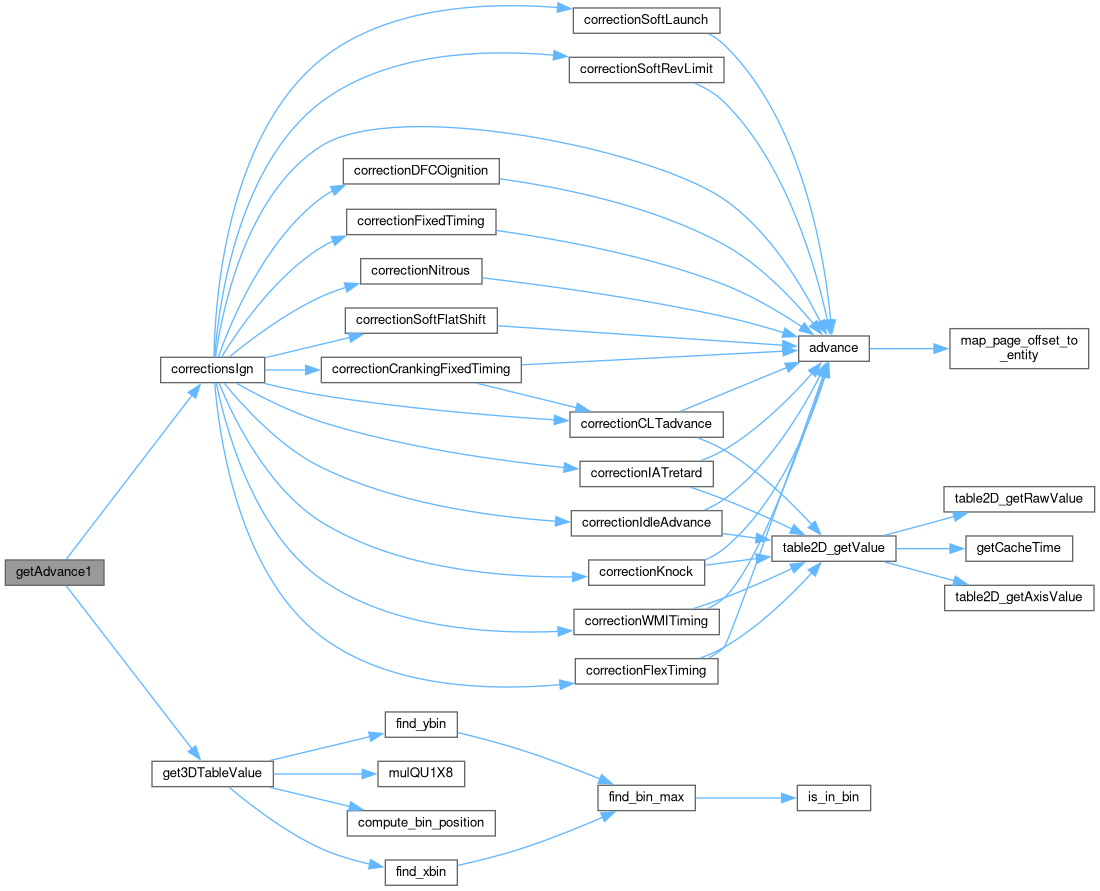 correctionSoftLaunch
correctionSoftRevLimit
correctionDFCOignition
correctionFixedTiming
correctionNitrous
correctionSoftFlatShift
advance
map_page_offset_to
_entity
correctionsIgn
correctionCrankingFixedTiming
correctionCLTadvance
correctionIATretard
table2D_getRawValue
correctionIdleAdvance
table2D_getValue
getCacheTime
getAdvance1
correctionKnock
table2D_getAxisValue
correctionWMITiming
correctionFlexTiming
find_ybin
get3DTableValue
mulQU1X8
find_bin_max
is_in_bin
compute_bin_position
find_xbin